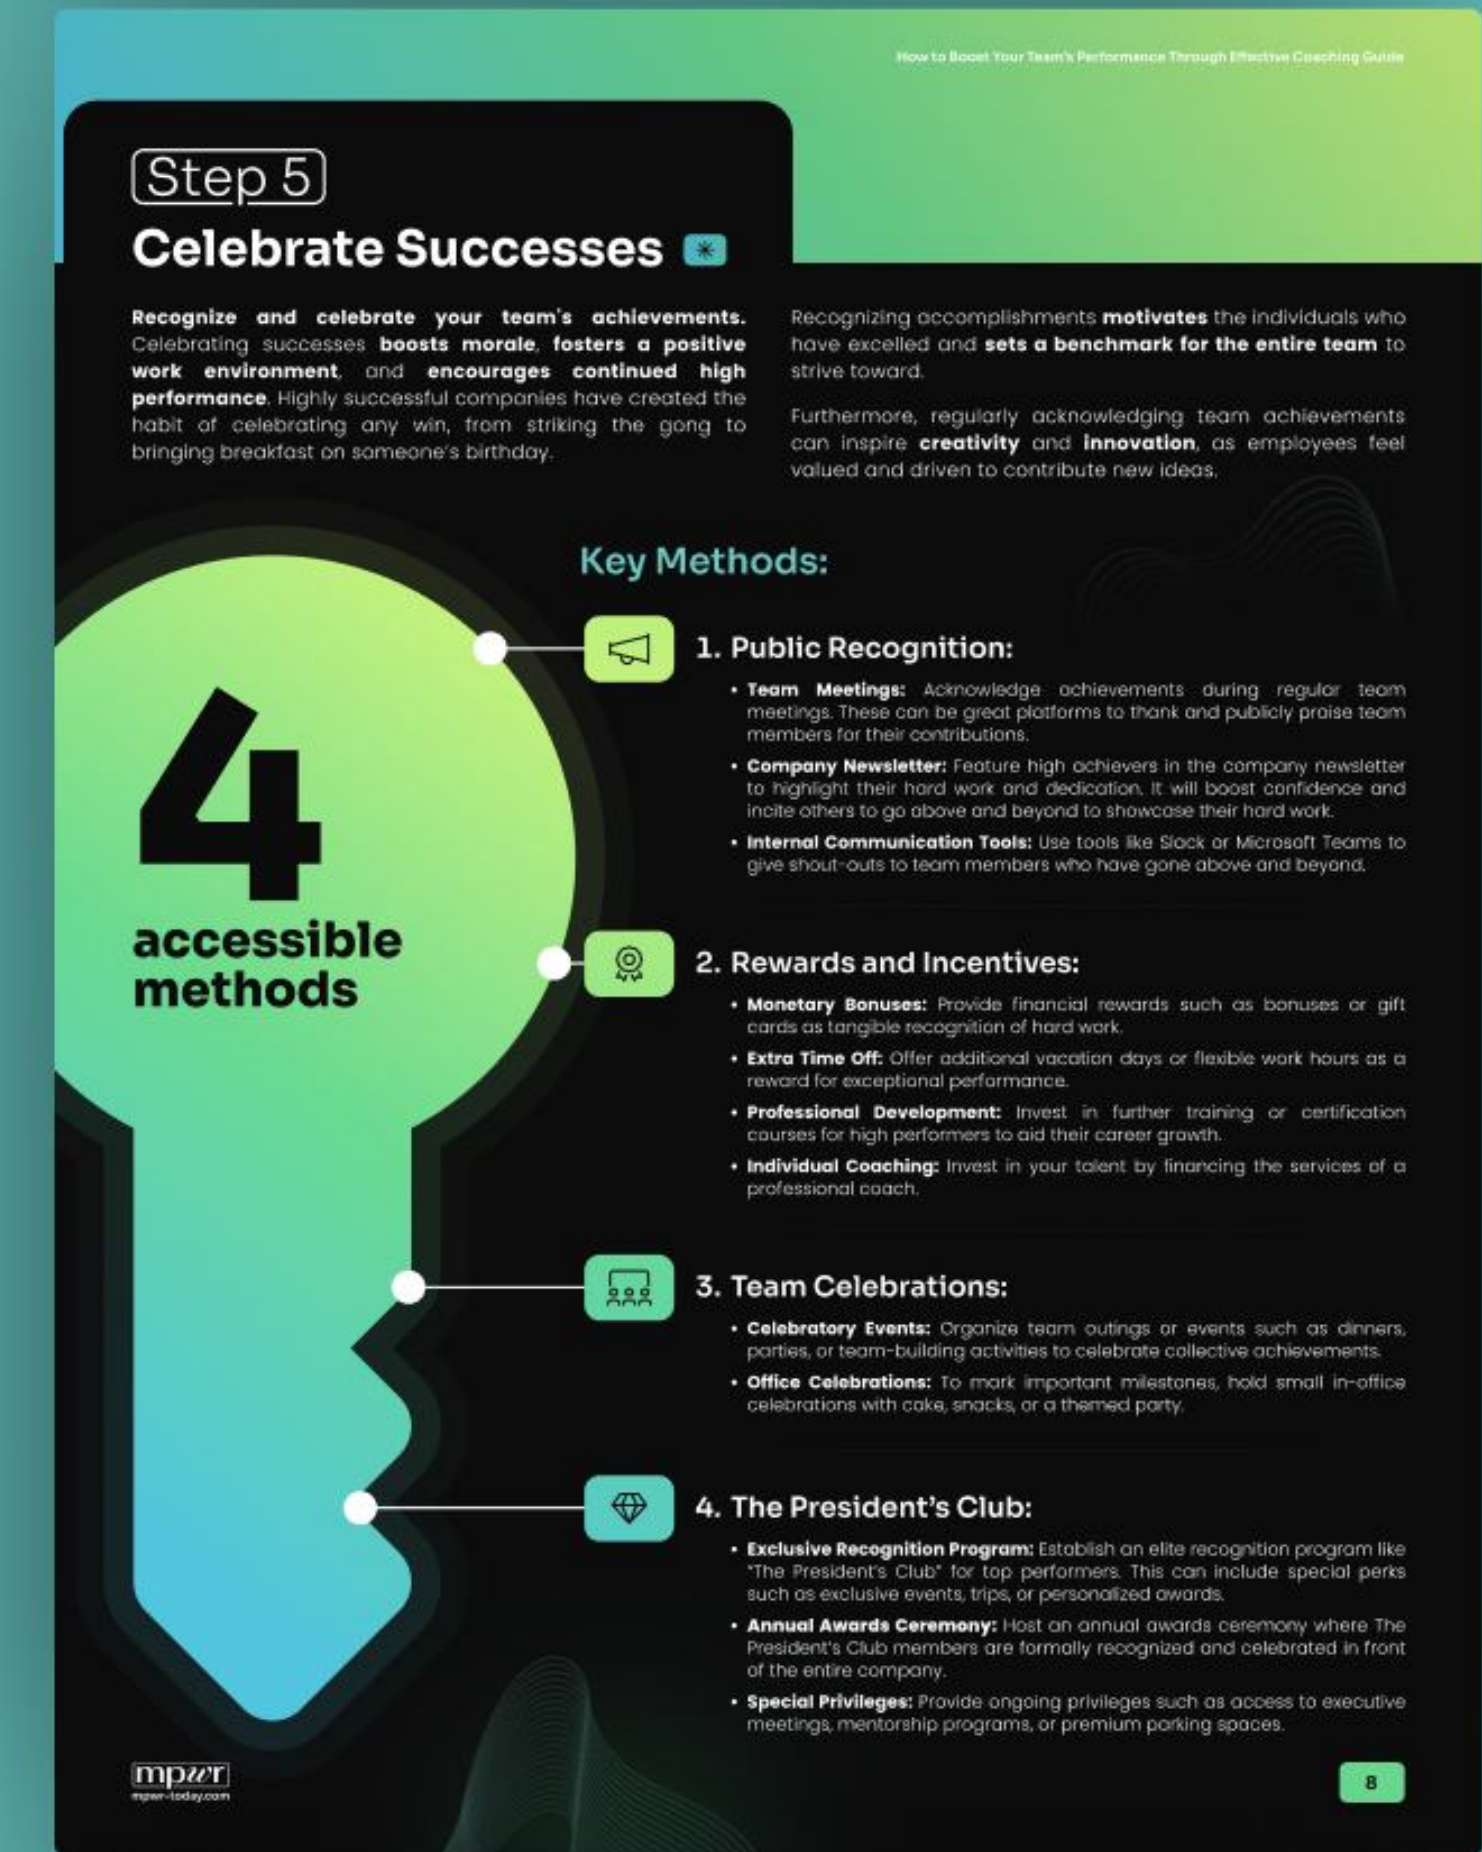 How to Boost Your Team's Performance Through Effective Coaching Guide
Step 5
Celebrate Successes
Recognize and celebrate your team's achievements.
Celebrating successes boosts morale, fosters a positive
work environment, and encourages continued high
performance. Highly successful companies have created the
habit of celebrating any win, from striking the gong to
bringing breakfast on someone's birthday.
Recognizing accomplishments motivates the individuals who
have excelled and sets a benchmark for the entire team to
strive toward.
Furthermore, regularly acknowledging team achievements
can inspire creativity and innovation, as employees feel
valued and driven to contribute new ideas.
4
accessible
methods
Key Methods:
1. Public Recognition:
• Team Meetings: Acknowledge achievements during regular team
meetings. These can be great platforms to thank and publicly praise team
members for their contributions.
• Company Newsletter: Feature high achievers in the company newsletter
to highlight their hard work and dedication. It will boost confidence and
incite others to go above and beyond to showcase their hard work.
• Internal Communication Tools: Use tools like Slack or Microsoft Teams to
give shout-outs to team members who have gone above and beyond.
2. Rewards and Incentives:
• Monetary Bonuses: Provide financial rewards such as bonuses or gift
cards as tangible recognition of hard work.
• Extra Time Off: Offer additional vacation days or flexible work hours as a
reward for exceptional performance.
• Professional Development: Invest in further training or certification
courses for high performers to aid their career growth.
• Individual Coaching: Invest in your talent by financing the services of a
professional coach.
3. Team Celebrations:
• Celebratory Events: Organize team outings or events such as dinners,
parties, or team-building activities to celebrate collective achievements.
• Office Celebrations: To mark important milestones, hold small in-office
celebrations with cake, snacks, or a themed party.
4. The President's Club:
• Exclusive Recognition Program: Establish an elite recognition program like
"The President's Club" for top performers. This can include special perks
such as exclusive events, trips, or personalized awards.
• Annual Awards Ceremony: Host an annual awards ceremony where The
President's Club members are formally recognized and celebrated in front
of the entire company.
• Special Privileges: Provide ongoing privileges such as access to executive
meetings, mentorship programs, or premium parking spaces.
mpwr
mpwr-today.com
8